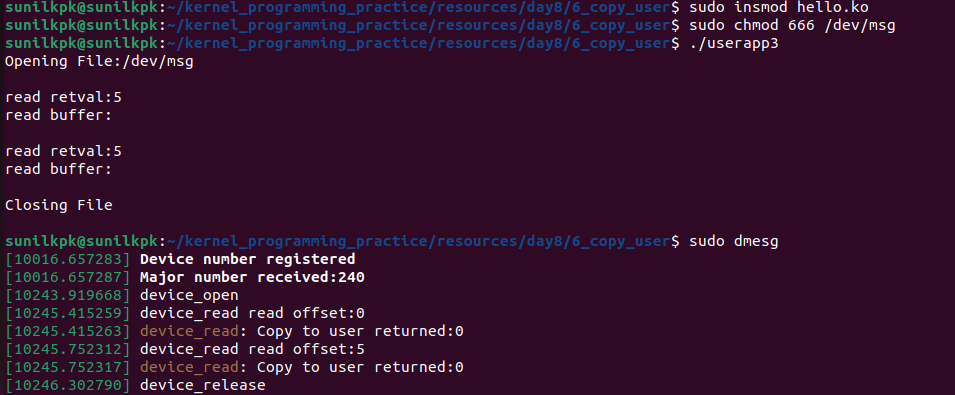 sunilkpk@sunilkpk:~/kernel_programming_practice/resources/day8/6_copy_user$ sudo insmod hello.ko
sunilkpk@sunilkpk:~/kernel_programming_practice/resources/day8/6_copy_user$ sudo chmod 666 /dev/msg
sunilkpk@sunilkpk:~/kernel_programming_practice/resources/day8/6_copy_user$ ./userapp3
Opening File:/dev/msg
read retval:5
read buffer:
read retval:5
read buffer:
Closing File
sunilkpk@sunilkpk:~/kernel_programming_practice/resources/day8/6_copy_user$ sudo dmesg
[10016.657283] Device number registered
[10016.657287] Major number received:240
[10243.919668] device_open
[10245.415259] device_read read offset:0
[10245.415263] device_read: Copy to user returned:0
[10245.752312] device_read read offset:5
[10245.752317] device_read: Copy to user returned:0
[10246.302790] device_release